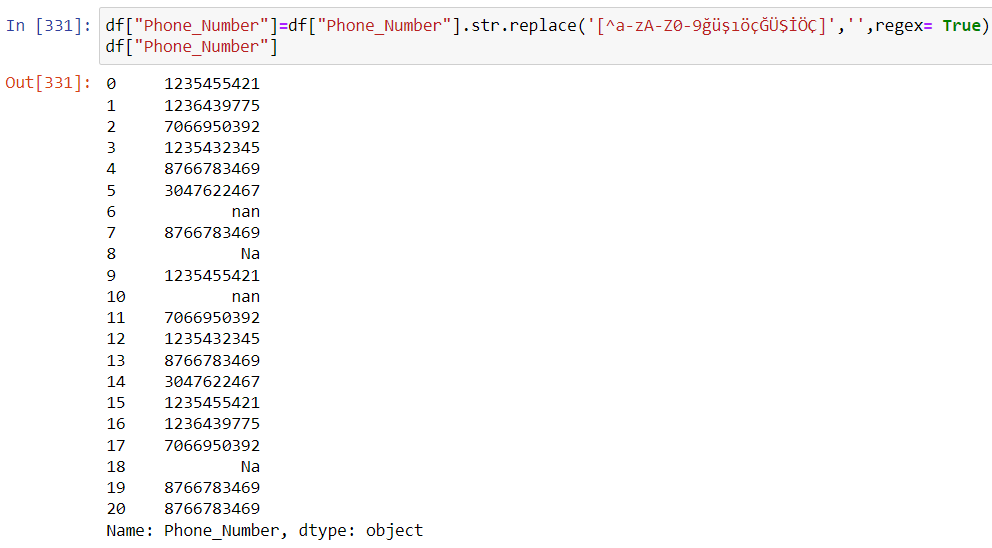 In [331]: df["Phone_Number"]=df["Phone_Number"].str.replace('[^a-zA-Z0-9ğüşıöçĞÜŞİÖÇ]','',regex= True)
df["Phone_Number"]
Out[331]: 0     1235455421
1     1236439775
2     7066950392
3     1235432345
4     8766783469
5     3047622467
6            nan
7     8766783469
8             Na
9     1235455421
10           nan
11    7066950392
12    1235432345
13    8766783469
14    3047622467
15    1235455421
16    1236439775
17    7066950392
18            Na
19    8766783469
20    8766783469
Name: Phone_Number, dtype: object